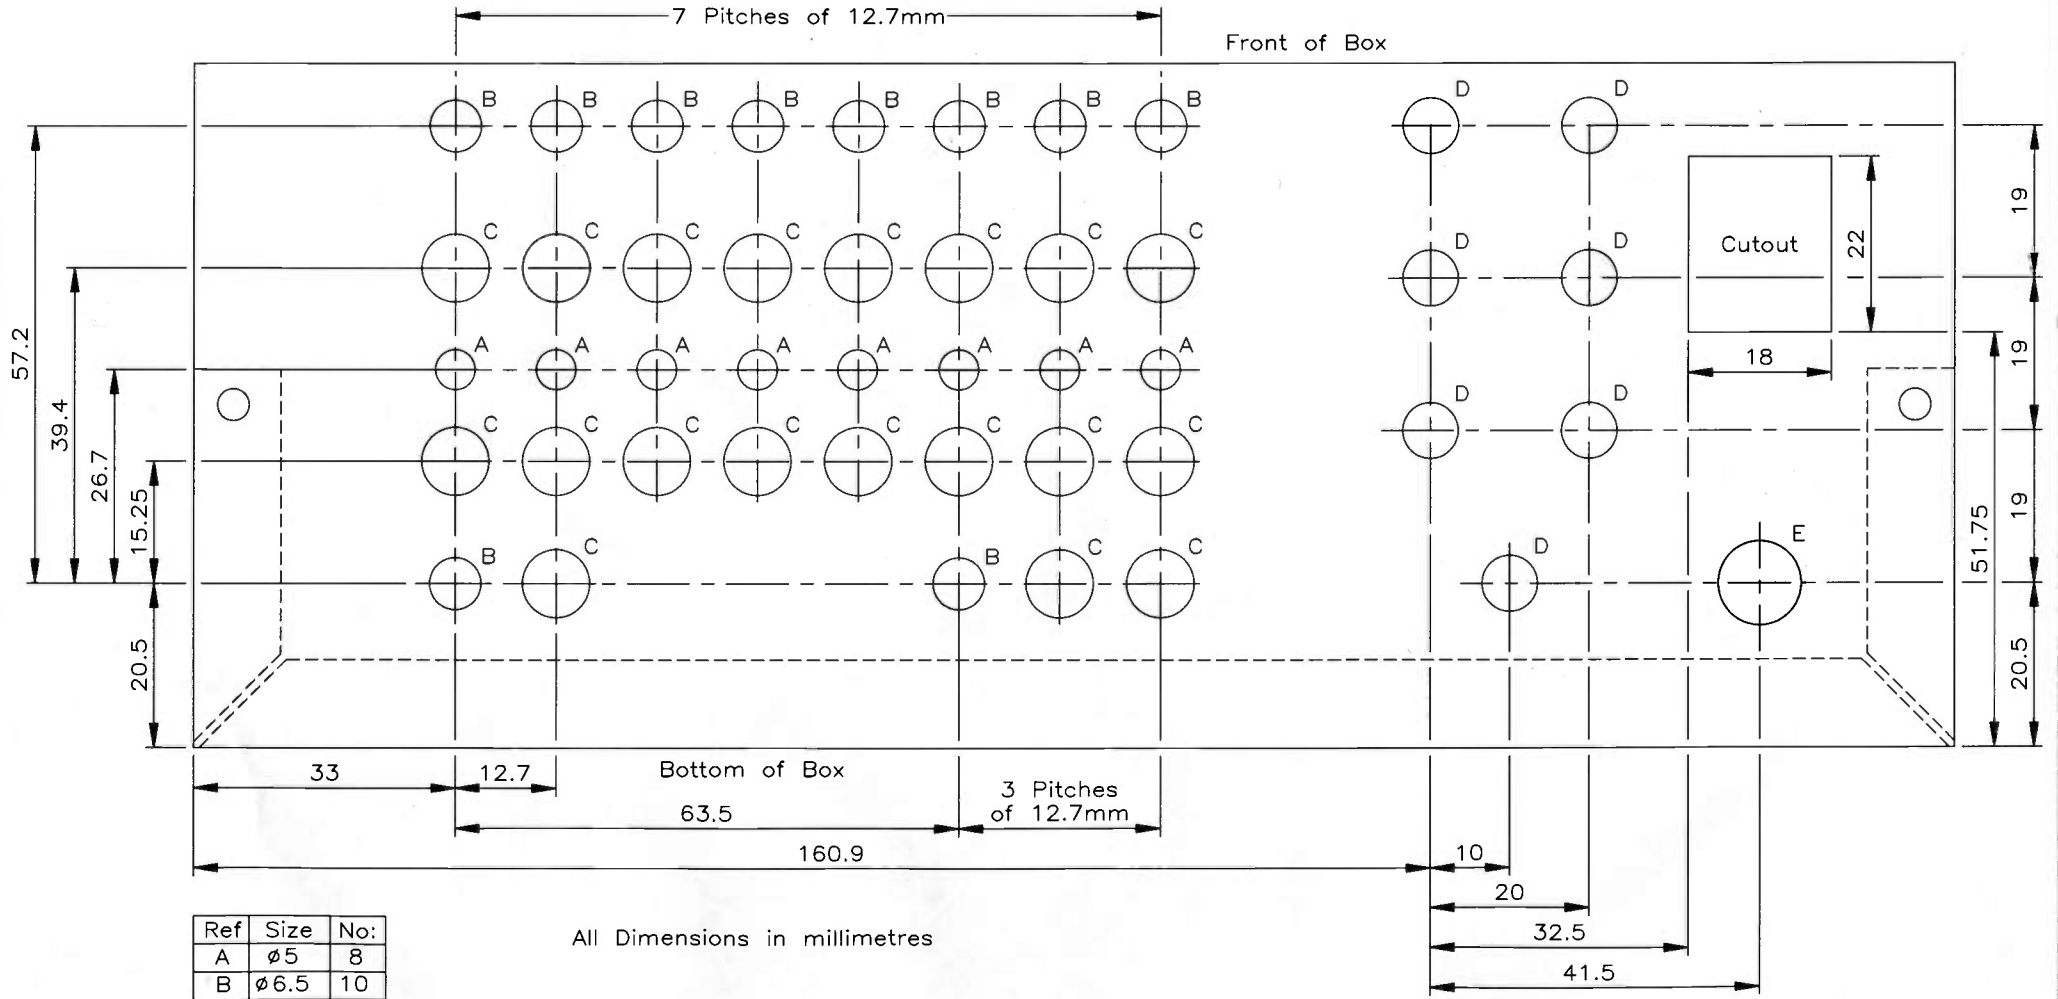 7 Pitches of 12.7mm
Front of Box
B B B B B B B B D D
C C C C C C C C D D
Cutout
22
19
57.2
39.4
A A A A A A A A
18
19
26.7
C C C C C C C C D D
15.25
19
51.75
B C B C C D E
20.5
20.5
33
12.7
Bottom of Box
3 Pitches
of 12.7mm
63.5
160.9
10
20
32.5
41.5
All Dimensions in millimetres
Ref Size No:
A ø5 8
B ø6.5 10